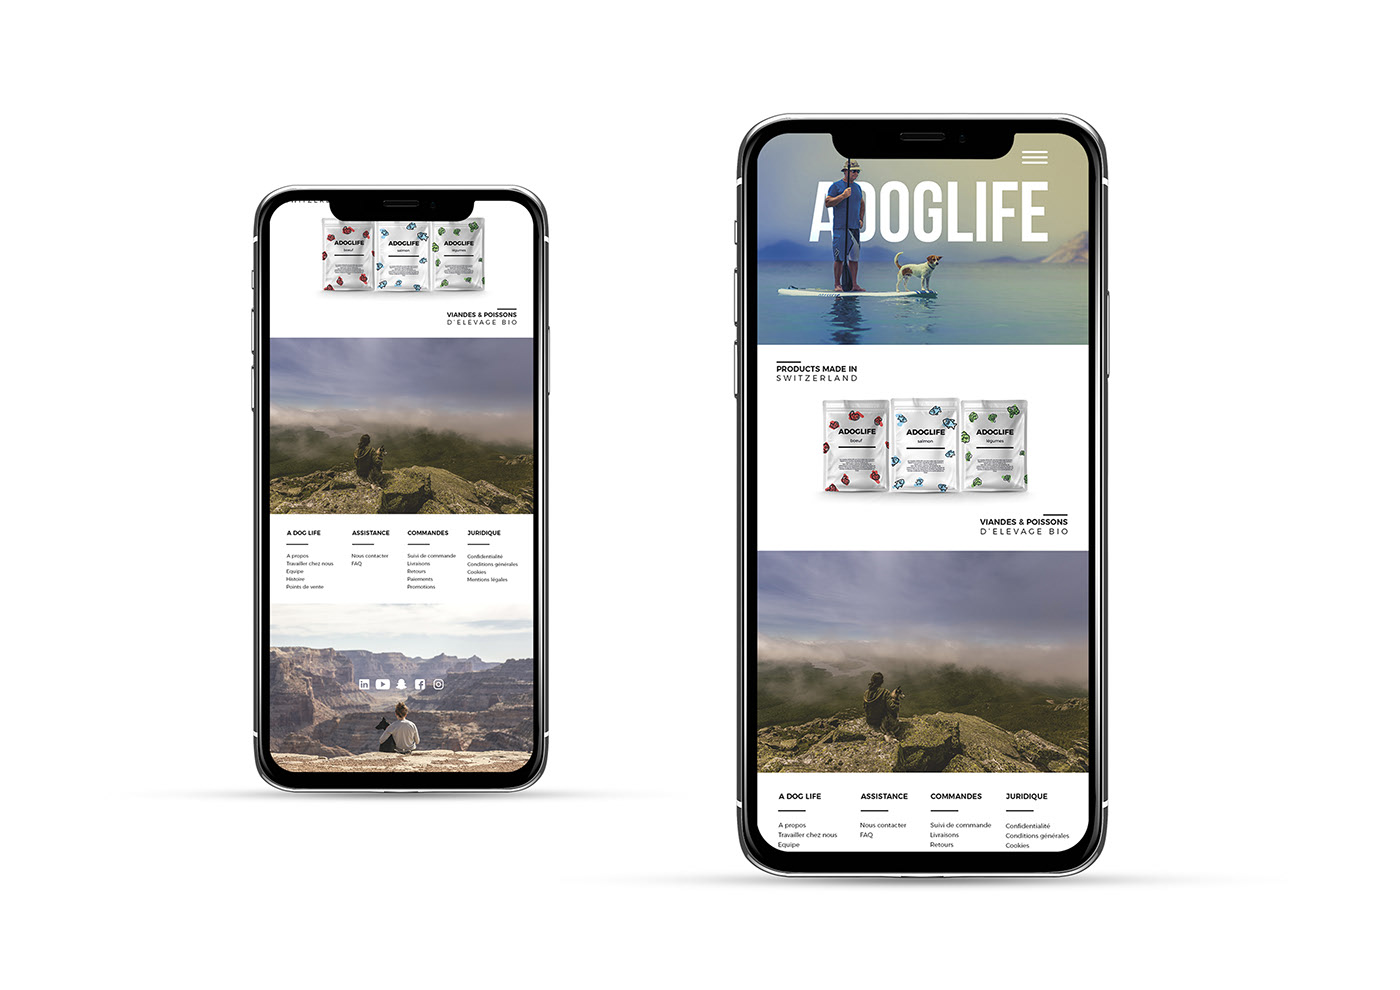 ADOGLIFE
boeuf
ADOGLIFE
salmon
ADOGLIFE
légumes
VIANDES & POISSONS
D'ELEVAGE BIO
A DOG LIFE
A propos
Travailler chez nous
Equipe
Histoire
Points de vente
ASSISTANCE
Nous contacter
FAQ
COMMANDES
Suivi de commande
Livraisons
Retours
Paiements
Promotions
JURIDIQUE
Confidentialité
Conditions générales
Cookies
Mentions légales
ADOGLIFE
PRODUCTS MADE IN
SWITZERLAND
ADOGLIFE
boeuf
ADOGLIFE
salmon
ADOGLIFE
légumes
VIANDES & POISSONS
D'ELEVAGE BIO
A DOG LIFE
A propos
Travailler chez nous
Equipe
ASSISTANCE
Nous contacter
FAQ
COMMANDES
Suivi de commande
Livraisons
Retours
JURIDIQUE
Confidentialité
Conditions générales
Cookies